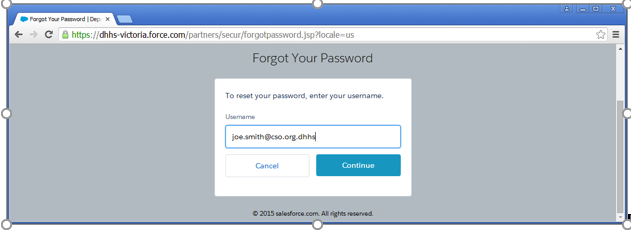 Forgot Your Password | Dep
https://dhhs-victoria.force.com/partners/secur/forgotpassword.jsp?locale=us
Forgot Your Password
To reset your password, enter your username.
Username
joe.smith@cso.org.dhhs
Cancel
Continue
© 2015 salesforce.com. All rights reserved.